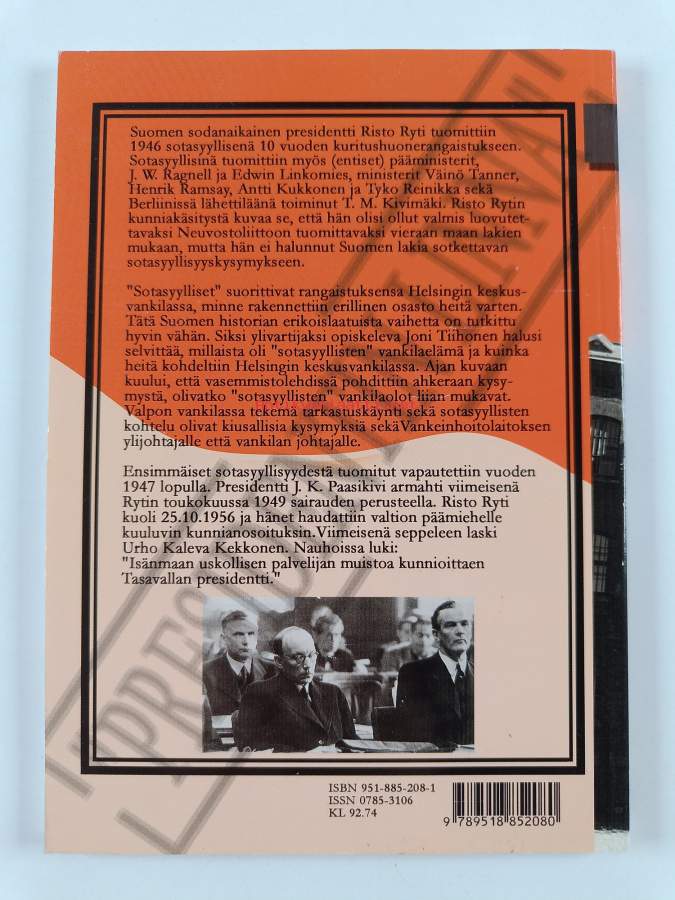 Suomen sodanaikainen presidentti Risto Ryti tuomittiin
1946 sotasyyllisenä 10 vuoden kuritushuonerangaistukseen.
Sotasyyllisinä tuomittiin myös (entiset) pääministerit,
J. W. Ragnell ja Edwin Linkomies, ministerit Väinö Tanner,
Henrik Ramsay, Antti Kukkonen ja Tyko Reinikka sekä
Berliinissä lähettiläänä toiminut T. M. Kivimäki. Risto Rytin
kunniakäsitystä kuvaa se, että hän olisi ollut valmis luovutet-
tavaksi Neuvostoliittoon tuomittavaksi vieraan maan lakien
mukaan, mutta hän ei halunnut Suomen lakia sotkettavan
sotasyyllisyyskysymykseen.
"Sotasyylliset" suorittivat rangaistuksensa Helsingin keskus-
vankilassa, minne rakennettiin erillinen osasto heitä varten.
Tätä Suomen historian erikoislaatuista vaihetta on tutkittu
hyvin vähän. Siksi ylivartijaksi opiskeleva Joni Tiihonen halusi
selvittää, millaista oli "sotasyyllisten" vankilaelämä ja kuinka
heitä kohdeltiin Helsingin keskusvankilassa. Ajan kuvaan
kuului, että vasemmistolehdissä pohdittiin ahkeraan kysy-
mystä, olivatko "sotasyyllisten" vankilaolot liian mukavat.
Valpon vankilassa tekemä tarkastuskäynti sekä sotasyyllisten
kohtelu olivat kiusallisia kysymyksiä sekäVankeinhoitolaitoksen
ylijohtajalle että vankilan johtajalle.
Ensimmäiset sotasyyllisyydestä tuomitut vapautettiin vuoden
1947 lopulla. Presidentti J. K. Paasikivi armahti viimeisenä
Rytin toukokuussa 1949 sairauden perusteella. Risto Ryti
kuoli 25.10.1956 ja hänet haudattiin valtion päämiehelle
kuuluvin kunnianosoituksin.Viimeisenä seppeleen laski
Urho Kaleva Kekkonen. Nauhoissa luki:
"Isänmaan uskollisen palvelijan muistoa kunnioittaen
Tasavallan presidentti."
ISBN 951-885-208-1
ISSN 0785-3106
KL 92.74
9 789518 852080